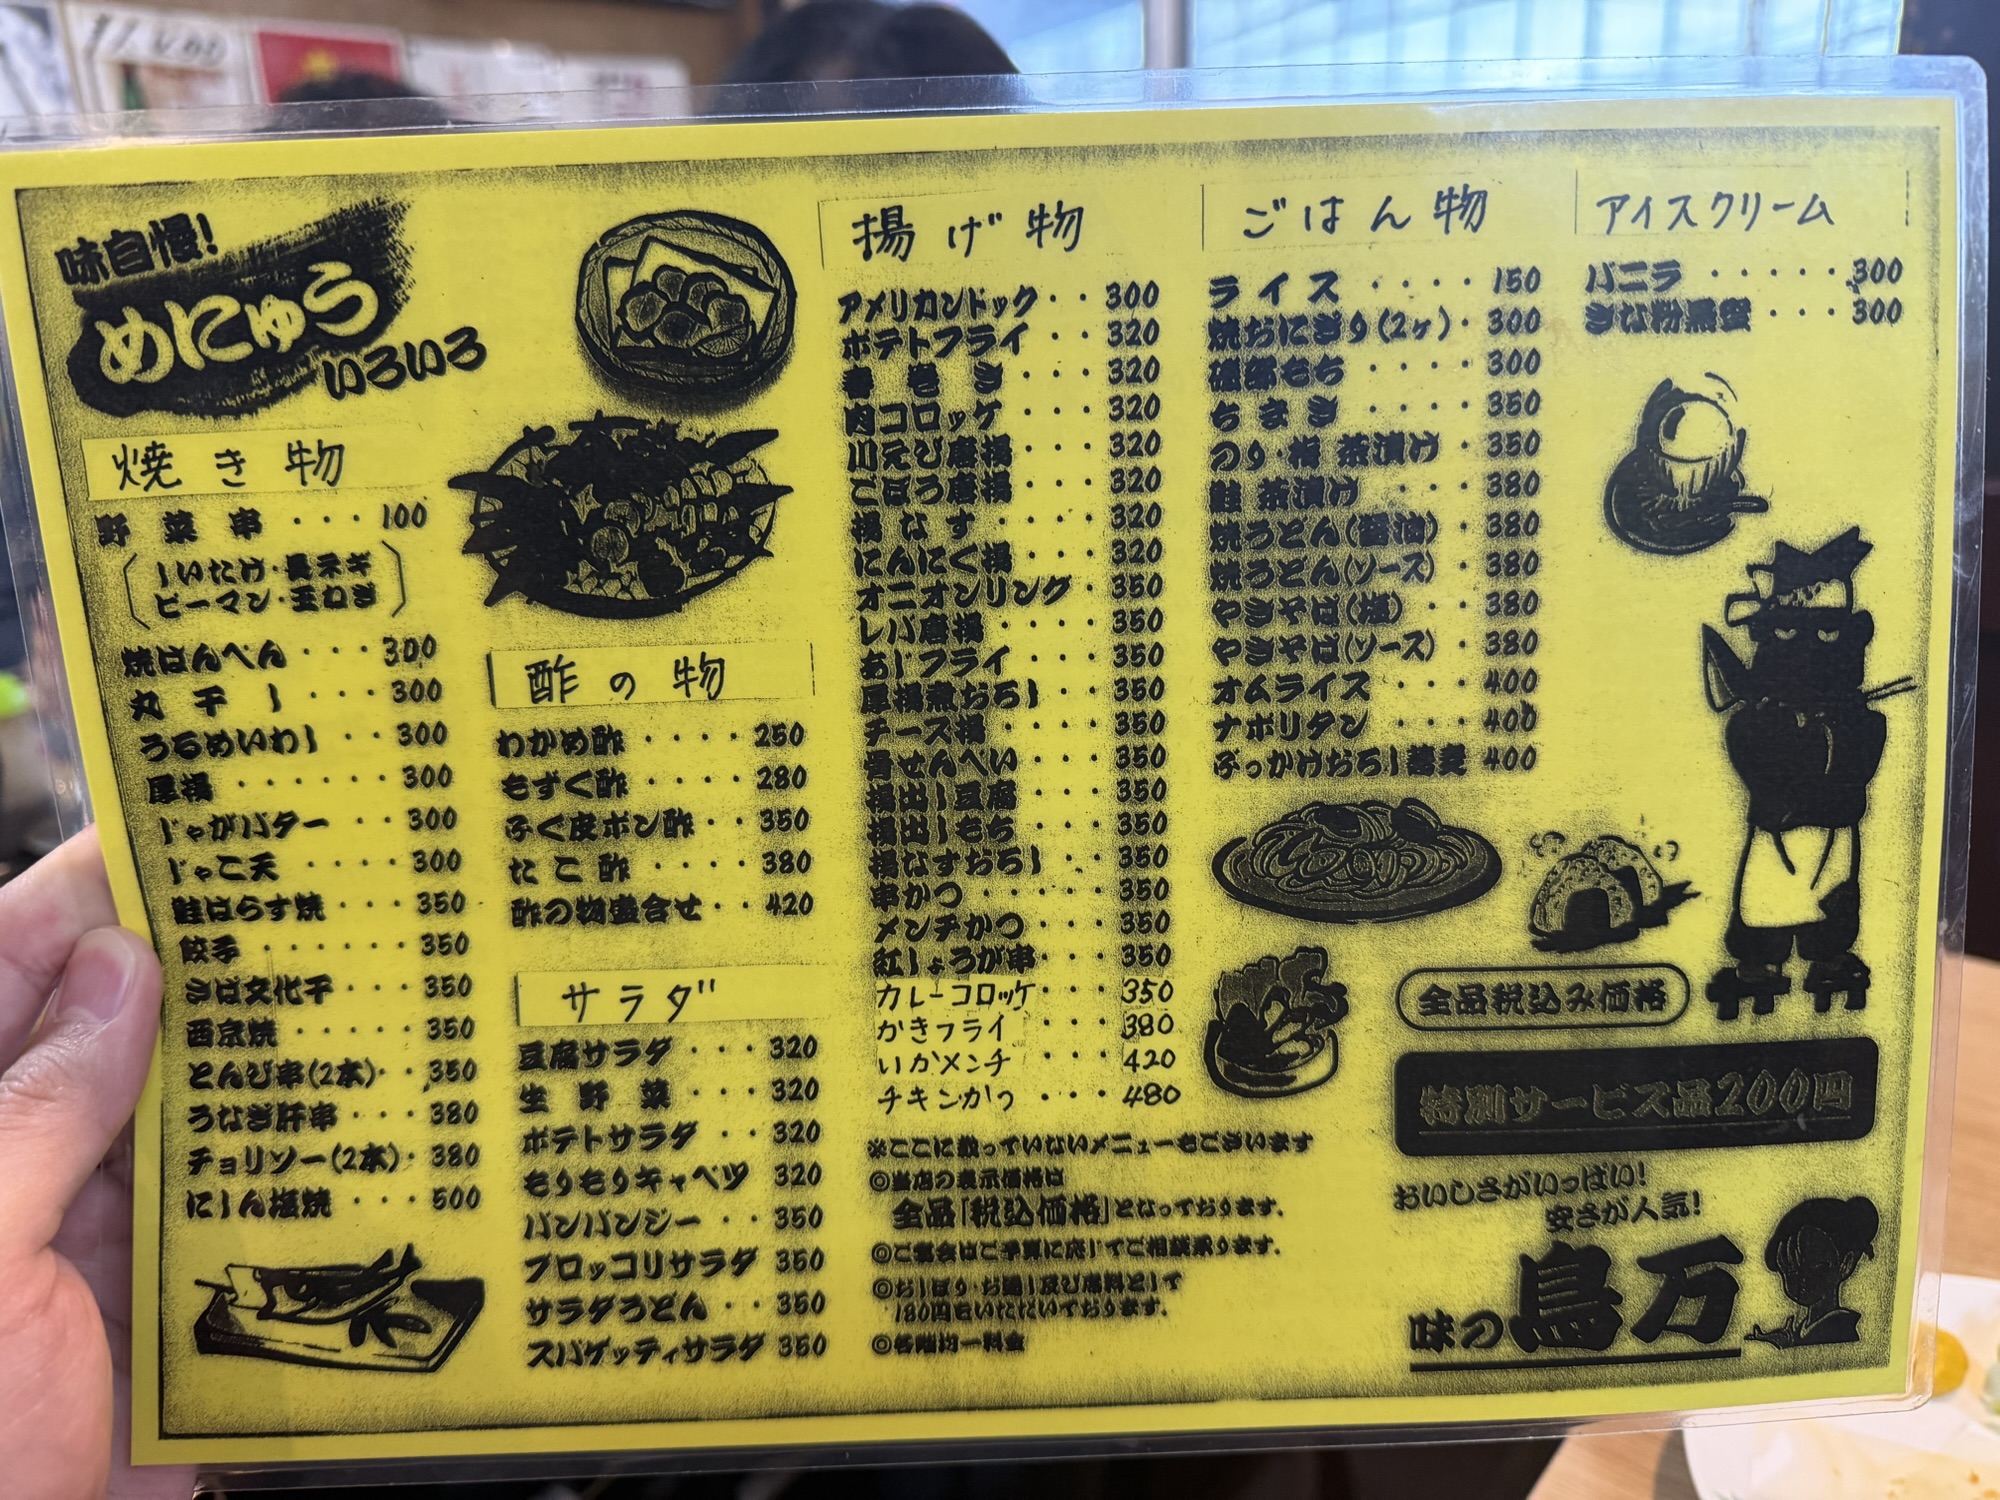 味自慢!
めにゅう
いろいろ
焼き物
野菜串 ・・・ 100
(しいたけ・長ネギ
ピーマン・玉ねぎ)
焼はんぺん ・・・ 300
丸干し ・・・ 300
うるめいわし ・・ 300
厚揚 ・・・・・・ 300
じゃがバター ・・ 300
じゃこ天 ・・・・ 300
鮭はらす焼 ・・・ 350
餃子 ・・・・・・ 350
さば文化干 ・・・ 350
西京焼 ・・・・・ 350
とんび串(2本)・・ 350
うなぎ肝串 ・・・ 380
チョリソー(2本)・ 380
にしん塩焼 ・・・ 500
酢の物
わかめ酢 ・・・・ 250
もずく酢 ・・・・ 280
ふぐ皮ポン酢 ・・ 350
たこ酢 ・・・・ 380
酢の物盛合せ ・・ 420
サラダ
豆腐サラダ ・・・ 320
生野菜 ・・・ 320
ポテトサラダ ・・ 320
もりもりキャベツ 320
バンバンジー ・・ 350
ブロッコリサラダ 350
サラダうどん ・・ 350
スパゲッティサラダ 350
揚げ物
アメリカンドック ・・ 300
ポテトフライ ・・ 320
春巻き ・・・ 320
肉コロッケ ・・・ 320
川えび唐揚 ・・・ 320
ごぼう唐揚 ・・・ 320
揚なす ・・・・ 320
にんにく揚 ・・・ 320
オニオンリング ・ 350
レバ唐揚 ・・・・ 350
あじフライ ・・・ 350
厚揚煮おろし ・・ 350
チーズ揚 ・・・・ 350
骨せんべい ・・・ 350
揚出し豆腐 ・・・ 350
揚出しもち ・・・ 350
揚なすおろし ・・ 350
串かつ ・・・・・ 350
メンチかつ ・・・ 350
紅しょうが串 ・・・ 350
カレーコロッケ・・・ 350
かきフライ ・・・ 380
いかメンチ ・・・ 420
チキンかつ ・・・ 480
※ここに載っていないメニューもございます
◎当店の表示価格は
全品「税込価格」となっております。
◎ご宴会はご予算に応じてご相談承ります。
◎おしぼり・お通し及び席料として
180円をいただいております。
◎各階均一料金
ごはん物
ライス ・・・・ 150
焼おにぎり(2ヶ)・ 300
磯部もち ・・・・ 300
ちまき ・・・・ 350
のり・梅 茶漬け ・ 350
鮭 茶漬け ・・・ 380
焼うどん(醤油) ・ 380
焼うどん(ソース) ・ 380
やきそば(塩) ・・ 380
やきそば(ソース) ・ 380
オムライス ・・・ 400
ナポリタン ・・・・ 400
ぶっかけおろし蕎麦 400
アイスクリーム
バニラ ・・・・・ 300
きな粉黒蜜 ・・・ 300
全品税込み価格
特別サービス品200円
おいしさがいっぱい!
安さが人気!
味の鳥万